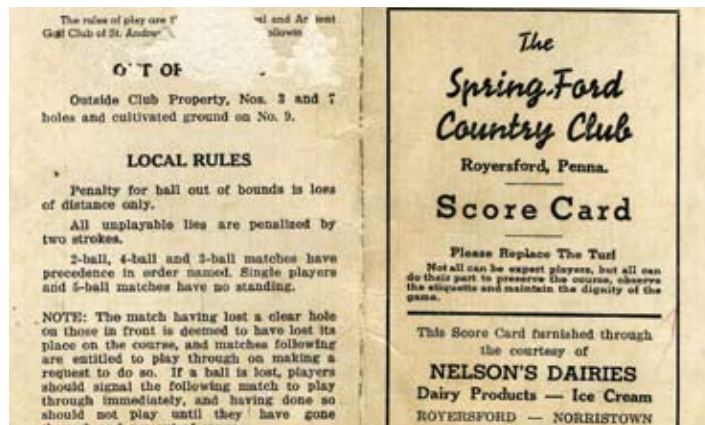 The rules of play are
Golf Club of St.
Outside Club Property, Nos. 3 and 7
holes and cultivated ground on No. 9.
LOCAL RULES
Penalty for ball out of bounds is loss
of distance only.
All unplayable lies are penalized by
two strokes.
2-ball, 4-ball and 3-ball matches have
precedence in order named. Single players
and 5-ball matches have no standing.
NOTE: The match having lost a clear hole
on those in front is deemed to have lost its
place on the course, and matches following
are entitled to play through on making a
request to do so. If a ball is lost, players
should signal the following match to play
through immediately, and having done so
should not play until they have gone
The
Spring-Ford
Country Club
Royersford, Penna.
Score Card
Please Replace The Turf
Not all can be expert players, but all can
do their part to preserve the course, observe
the etiquette and maintain the dignity of the
game.
This Score Card furnished through
the courtesy of
NELSON'S DAIRIES
Dairy Products — Ice Cream
ROYERSFORD — NORRISTOWN